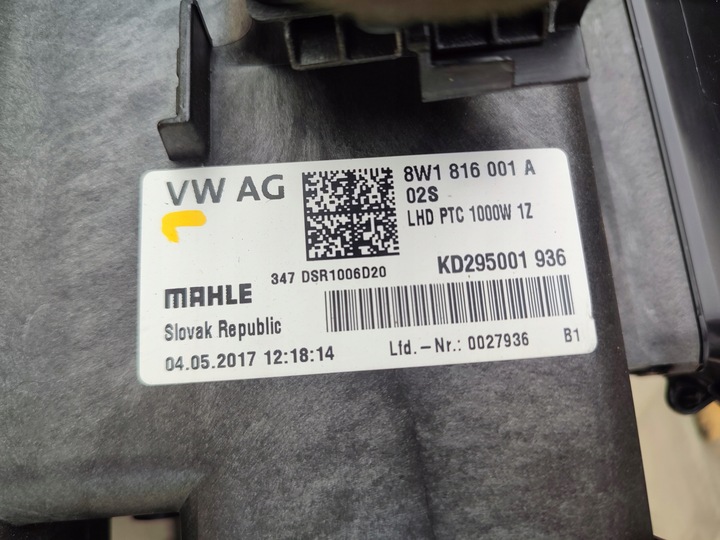 VW AG
8W1 816 001 A
02S
LHD PTC 1000W 1Z
347 DSR1006D20
KD295001 936
MAHLE
Slovak Republic
04.05.2017 12:18:14
Lfd.-Nr.: 0027936
B1